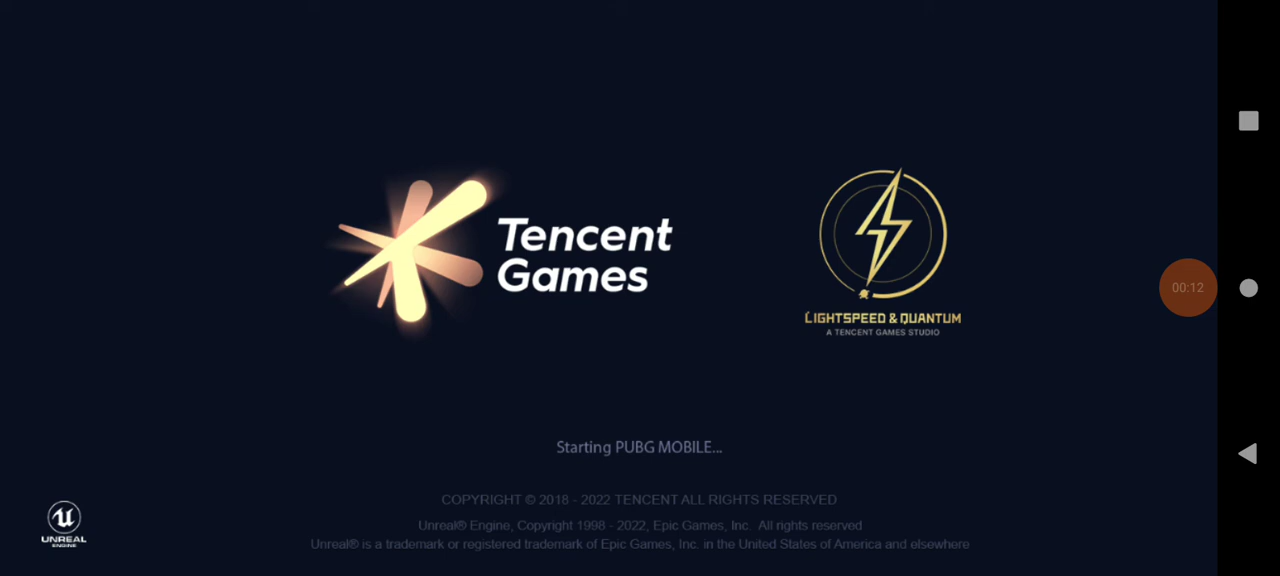 Tencent
Games
LIGHTSPEED & QUANTUM
A TENCENT GAMES STUDIO
00:12
Starting PUBG MOBILE...
COPYRIGHT © 2018 - 2022 TENCENT ALL RIGHTS RESERVED
Unreal® Engine, Copyright 1998 - 2022, Epic Games, Inc. All rights reserved
Unreal® is a trademark or registered trademark of Epic Games, Inc. in the United States of America and elsewhere
UNREAL
ENGINE